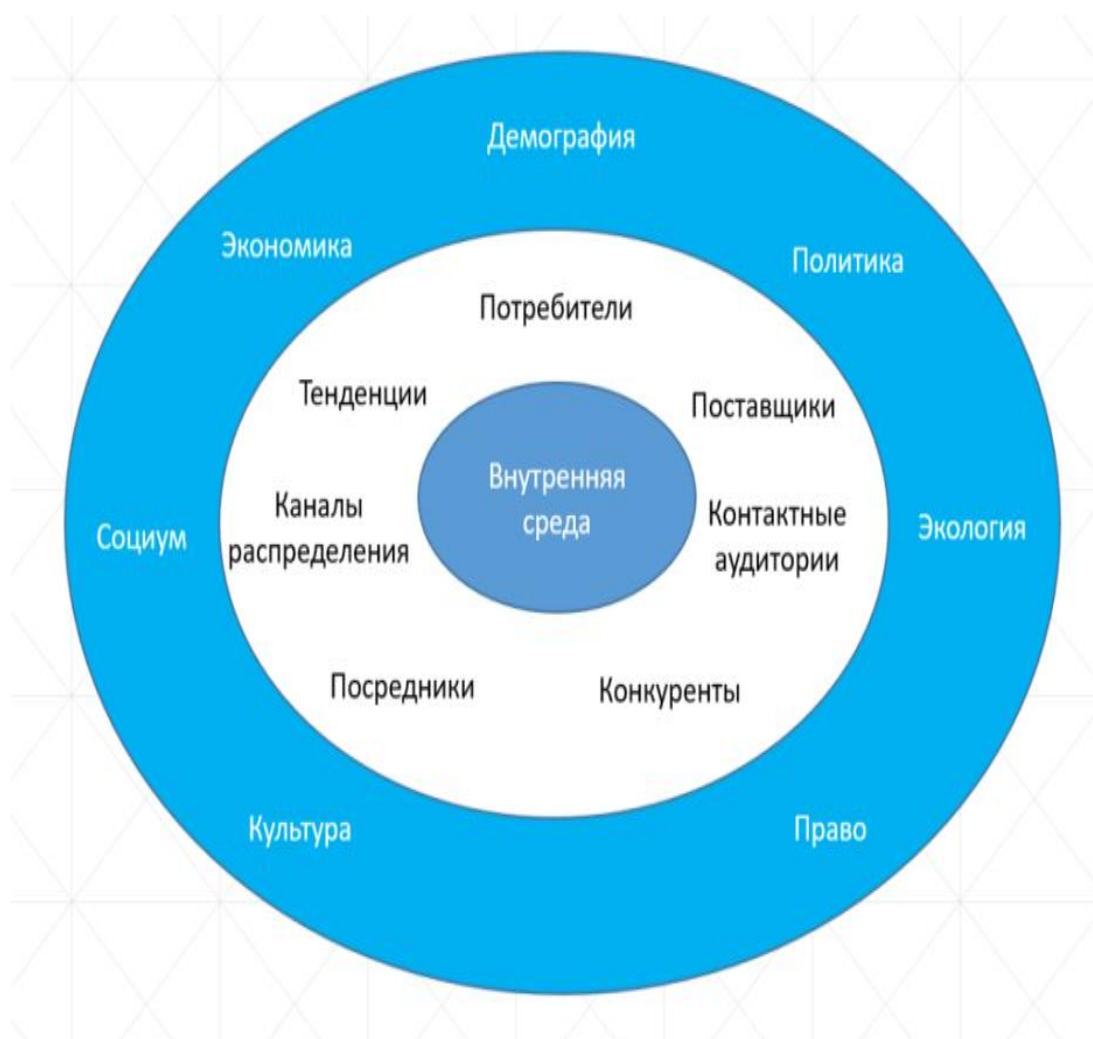 Демография
Экономика
Политика
Потребители
Тенденции
Поставщики
Внутренняя
среда
Каналы
распределения
Контактные
аудитории
Социум
Экология
Посредники
Конкуренты
Культура
Право